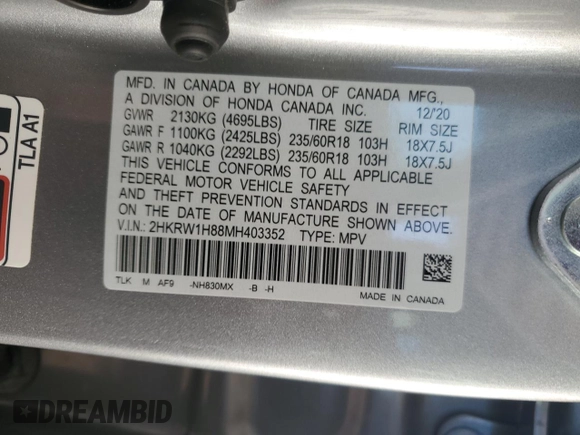 MFD. IN CANADA BY HONDA OF CANADA MFG.,
A DIVISION OF HONDA CANADA INC. 12/'20
GVWR 2130KG (4695LBS) TIRE SIZE RIM SIZE
GAWR F 1100KG (2425LBS) 235/60R18 103H 18X7.5J
GAWR R 1040KG (2292LBS) 235/60R18 103H 18X7.5J
THIS VEHICLE CONFORMS TO ALL APPLICABLE
FEDERAL MOTOR VEHICLE SAFETY
AND THEFT PREVENTION STANDARDS IN EFFECT
ON THE DATE OF MANUFACTURE SHOWN ABOVE.
V.I.N.: 2HKRW1H88MH403352 TYPE: MPV
TLK M AF9 -NH830MX -B -H
MADE IN CANADA
TLA A1
DREAMBID